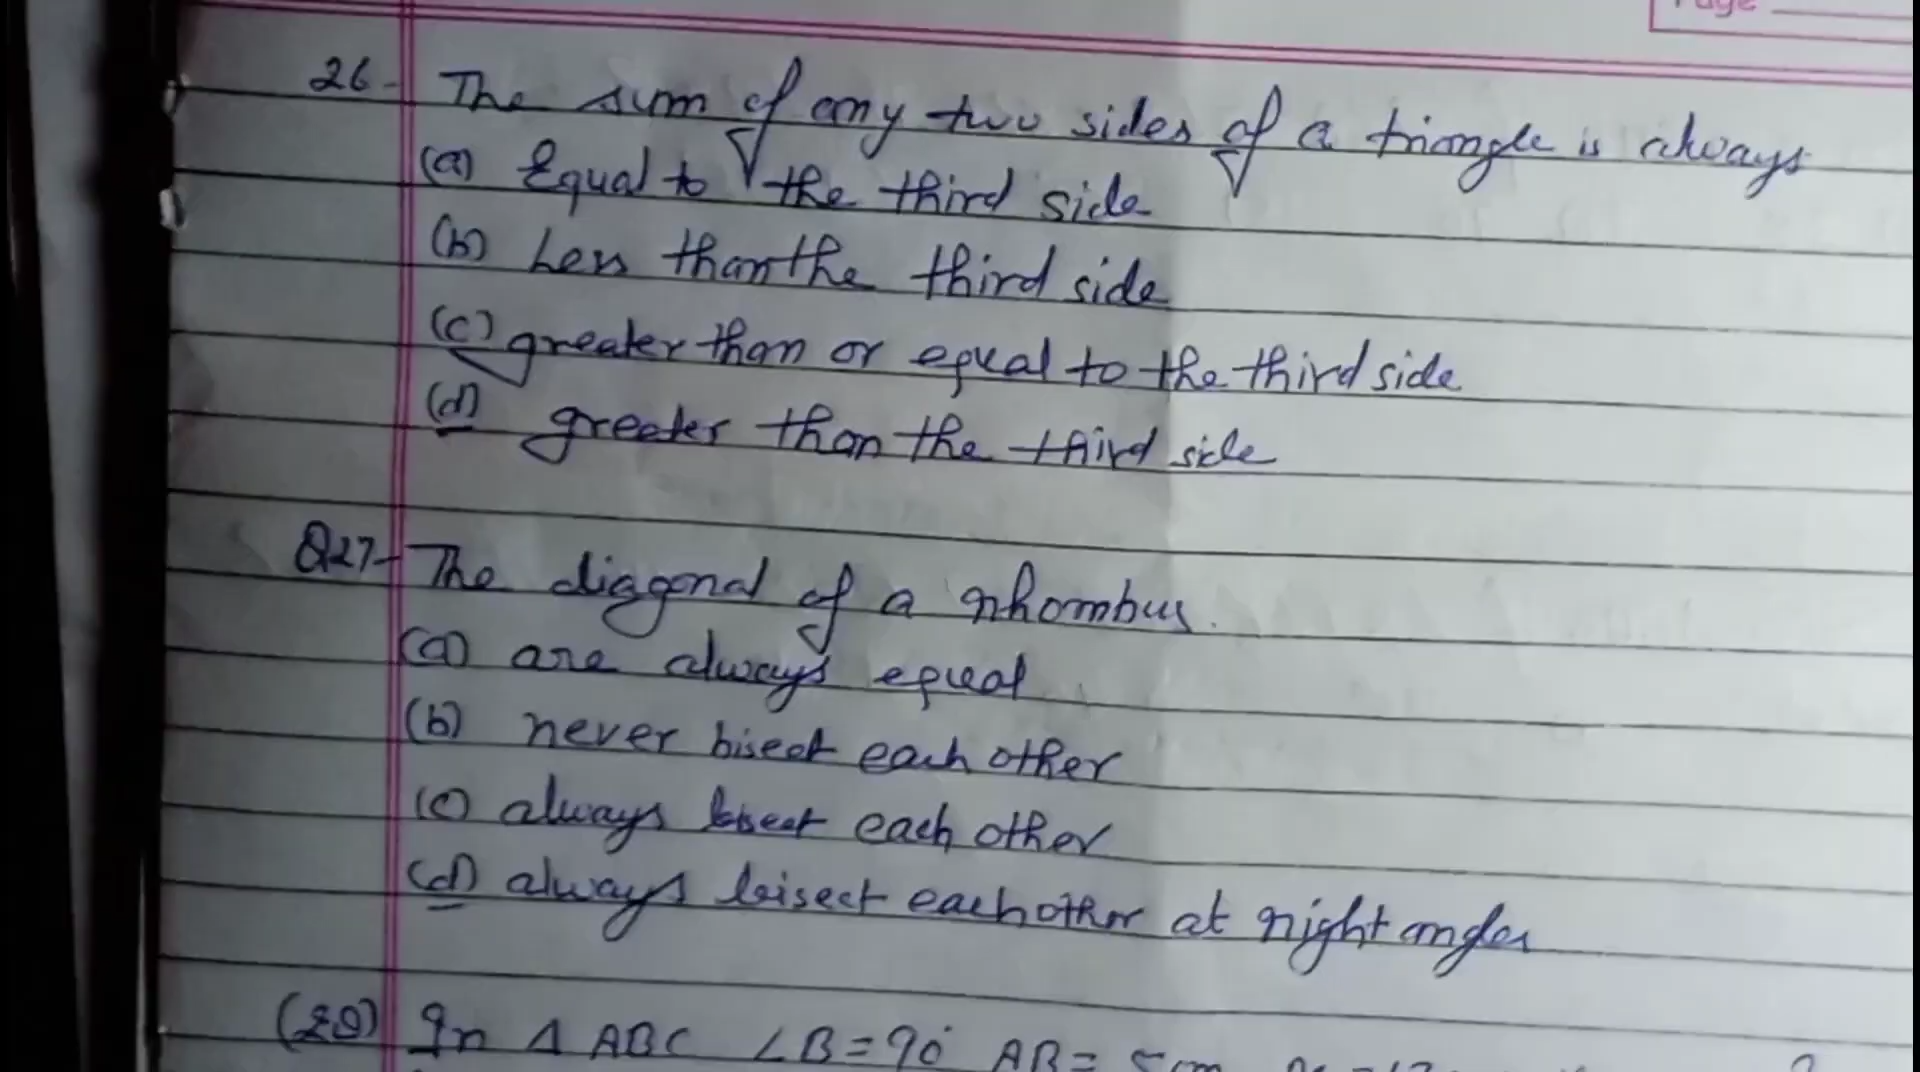 Page
26- The sum of any two sides of a triangle is always
(a) Equal to the third side
(b) Less than the third side
(c) greater than or equal to the third side
(d) greater than the third side
Q27- The diagonal of a rhombus.
(a) are always equal
(b) never bisect each other
(c) always bisect each other
(d) always bisect each other at right angles
In Δ ABC ∠B = 90° AB = 5cm